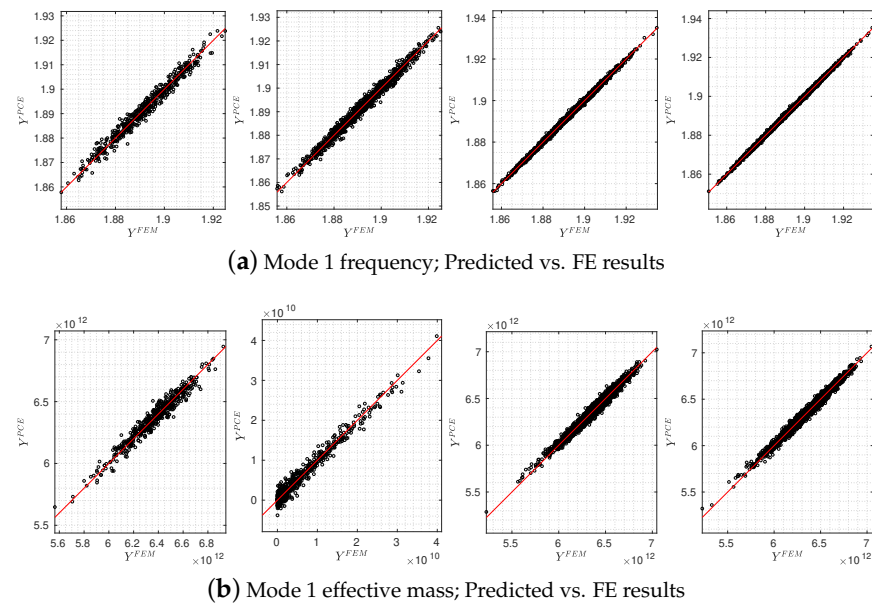 1.93
1.92
1.91
1.9
1.89
1.88
1.87
1.86
Y^{PCE}
1.86 1.88 1.9 1.92
Y^{FEM}
1.93
1.92
1.91
1.9
1.89
1.88
1.87
1.86
1.85
Y^{PCE}
1.86 1.88 1.9 1.92
Y^{FEM}
1.94
1.92
1.9
1.88
1.86
Y^{PCE}
1.86 1.88 1.9 1.92
Y^{FEM}
1.94
1.92
1.9
1.88
1.86
Y^{PCE}
1.86 1.88 1.9 1.92
Y^{FEM}
(a) Mode 1 frequency; Predicted vs. FE results
×10^{12}
7
6.5
6
5.5
Y^{PCE}
5.6 5.8 6 6.2 6.4 6.6 6.8
Y^{FEM} ×10^{12}
×10^{10}
4
3
2
1
0
Y^{PCE}
0 1 2 3 4
Y^{FEM} ×10^{10}
×10^{12}
7
6.5
6
5.5
Y^{PCE}
5.5 6 6.5 7
Y^{FEM} ×10^{12}
×10^{12}
7
6.5
6
5.5
Y^{PCE}
5.5 6 6.5 7
Y^{FEM} ×10^{12}
(b) Mode 1 effective mass; Predicted vs. FE results